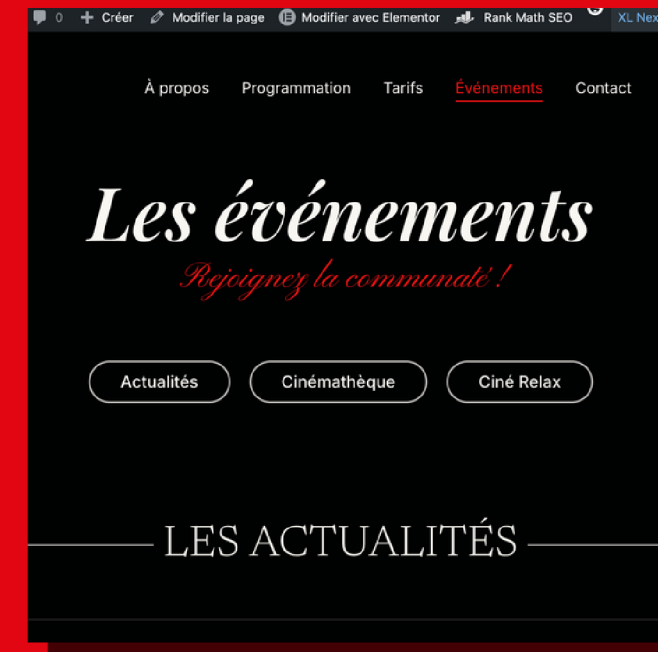 0 Créer Modifier la page Modifier avec Elementor Rank Math SEO XL Nex
À propos Programmation Tarifs Événements Contact
Les événements
Rejoignez la communaté !
Actualités Cinémathèque Ciné Relax
LES ACTUALITÉS